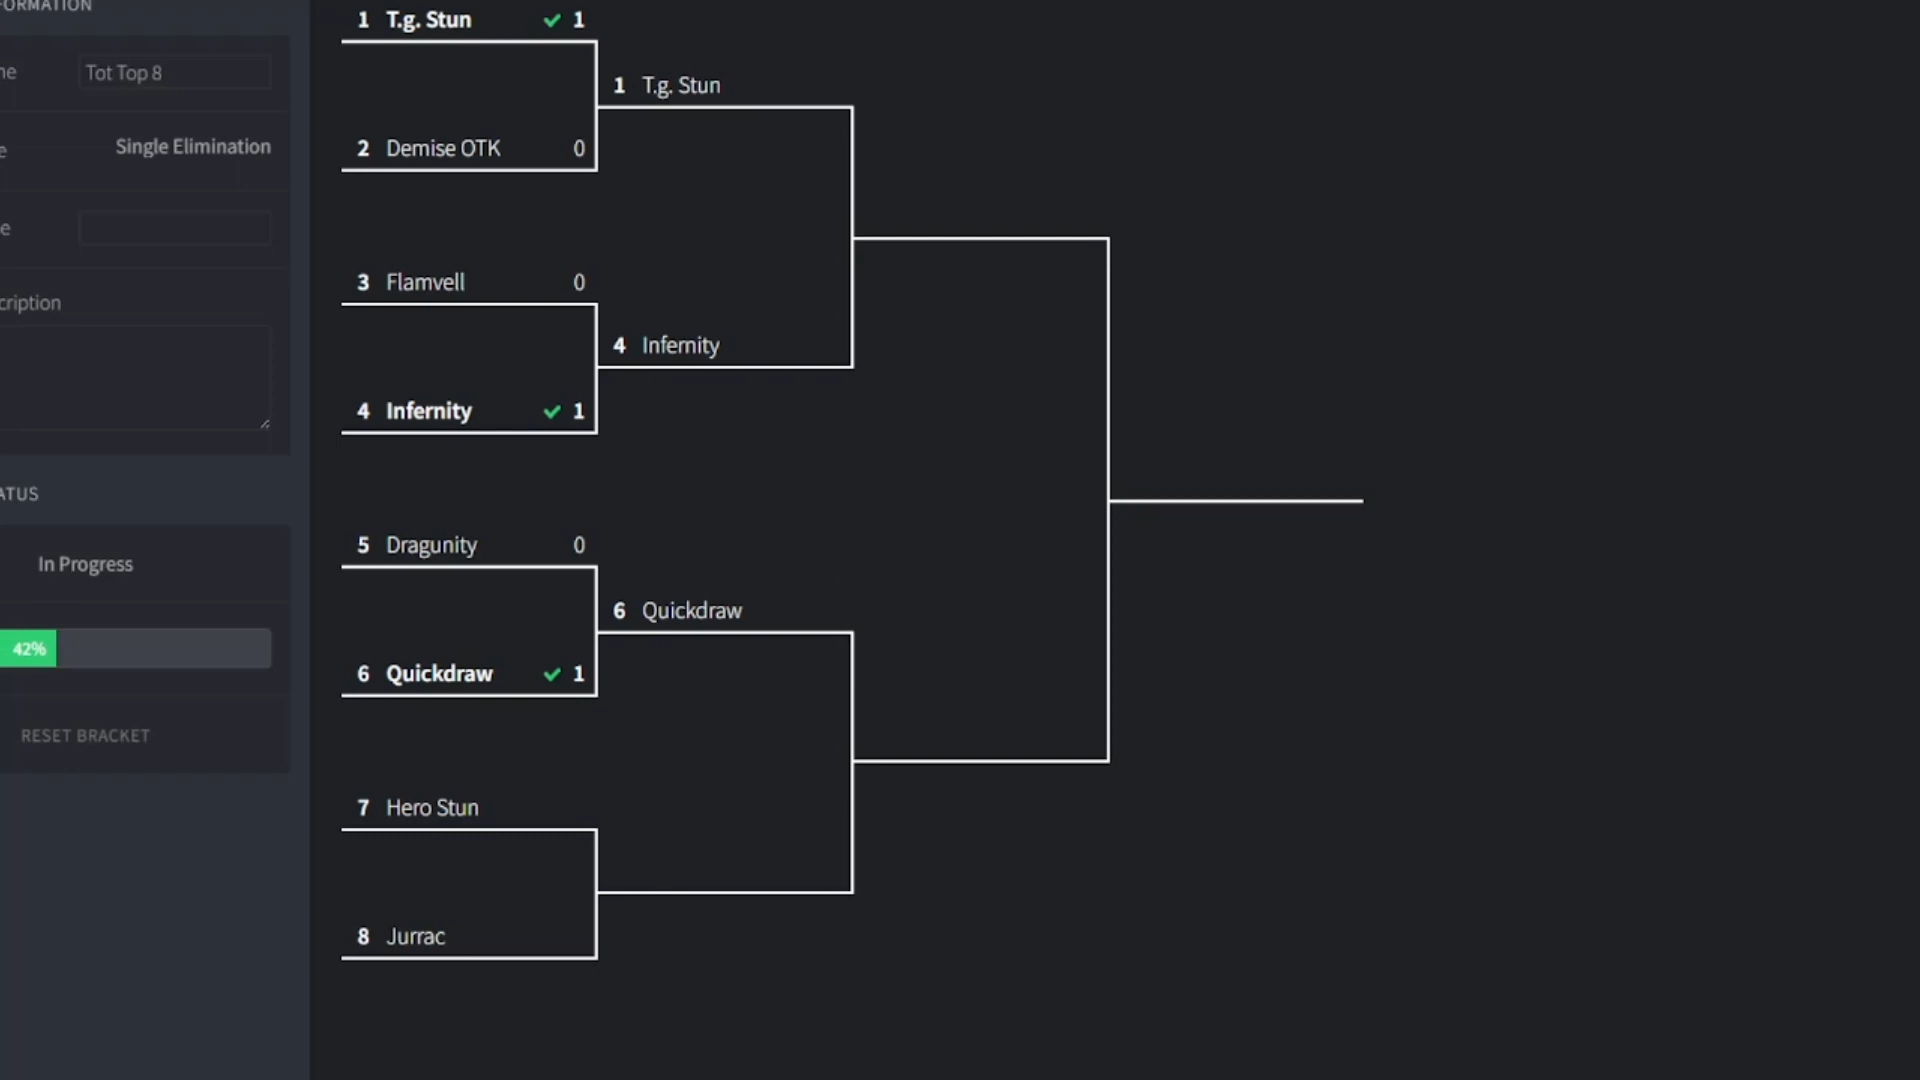 FORMATION
me
Tot Top 8
e
Single Elimination
e
cription
ATUS
In Progress
42%
RESET BRACKET
1 T.g. Stun 1
2 Demise OTK 0
3 Flamvell 0
4 Infernity 1
5 Dragunity 0
6 Quickdraw 1
7 Hero Stun
8 Jurrac
1 T.g. Stun
4 Infernity
6 Quickdraw